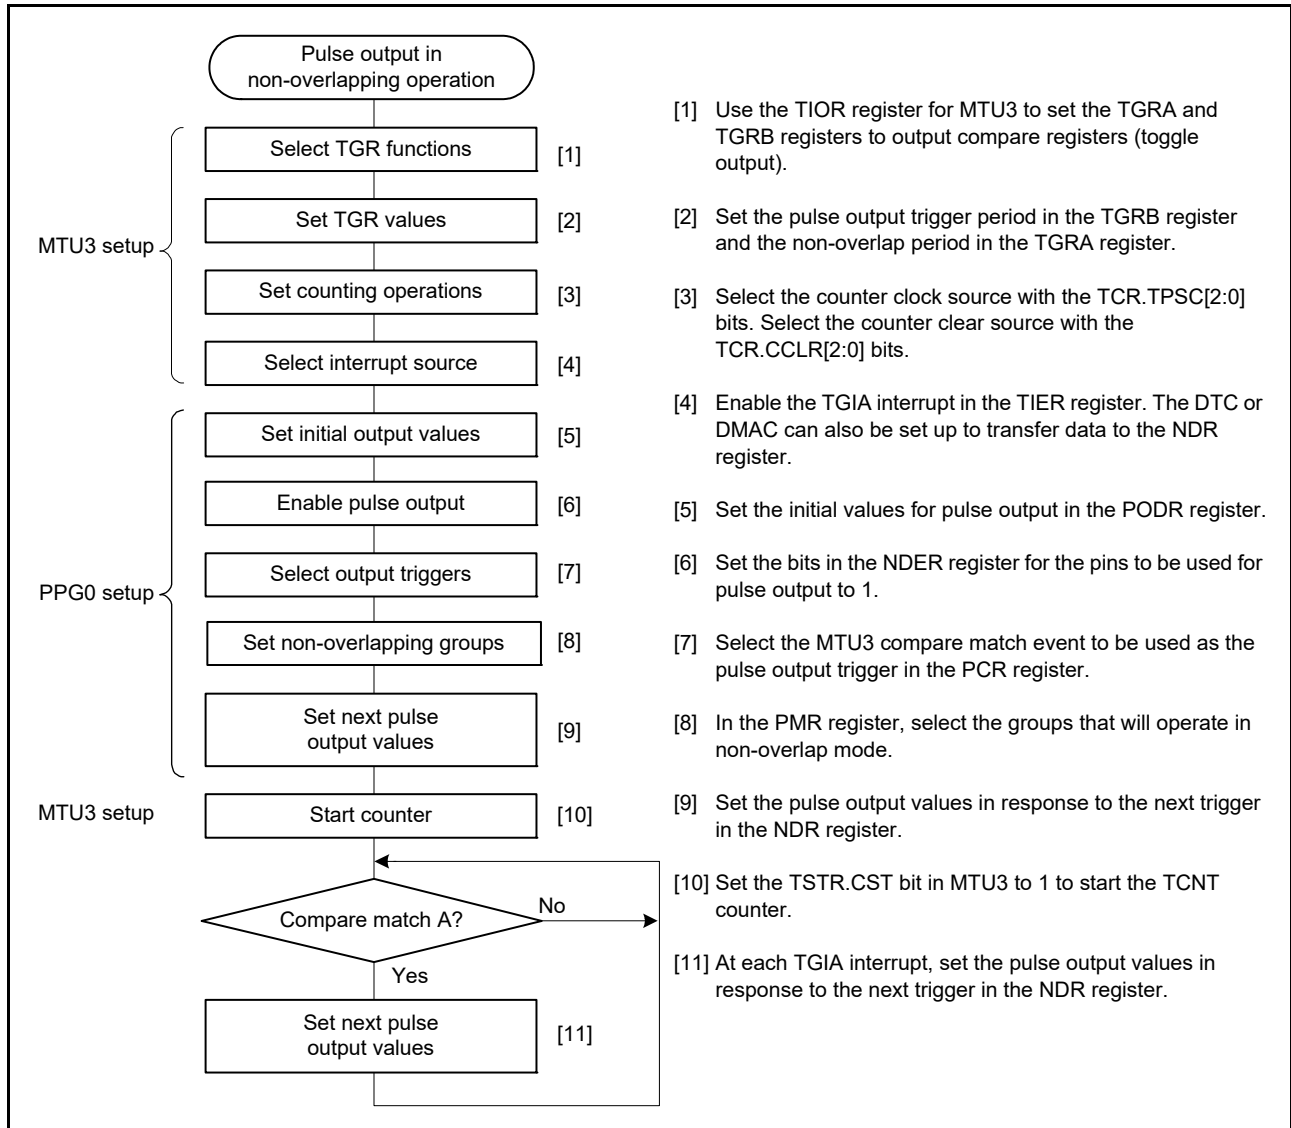 Pulse output in
non-overlapping operation
MTU3 setup
Select TGR functions
[1]
Set TGR values
[2]
Set counting operations
[3]
Select interrupt source
[4]
PPG0 setup
Set initial output values
[5]
Enable pulse output
[6]
Select output triggers
[7]
Set non-overlapping groups
[8]
Set next pulse
output values
[9]
MTU3 setup
Start counter
[10]
Compare match A?
No
Yes
Set next pulse
output values
[11]
[1] Use the TIOR register for MTU3 to set the TGRA and
TGRB registers to output compare registers (toggle
output).
[2] Set the pulse output trigger period in the TGRB register
and the non-overlap period in the TGRA register.
[3] Select the counter clock source with the TCR.TPSC[2:0]
bits. Select the counter clear source with the
TCR.CCLR[2:0] bits.
[4] Enable the TGIA interrupt in the TIER register. The DTC or
DMAC can also be set up to transfer data to the NDR
register.
[5] Set the initial values for pulse output in the PODR register.
[6] Set the bits in the NDER register for the pins to be used for
pulse output to 1.
[7] Select the MTU3 compare match event to be used as the
pulse output trigger in the PCR register.
[8] In the PMR register, select the groups that will operate in
non-overlap mode.
[9] Set the pulse output values in response to the next trigger
in the NDR register.
[10] Set the TSTR.CST bit in MTU3 to 1 to start the TCNT
counter.
[11] At each TGIA interrupt, set the pulse output values in
response to the next trigger in the NDR register.